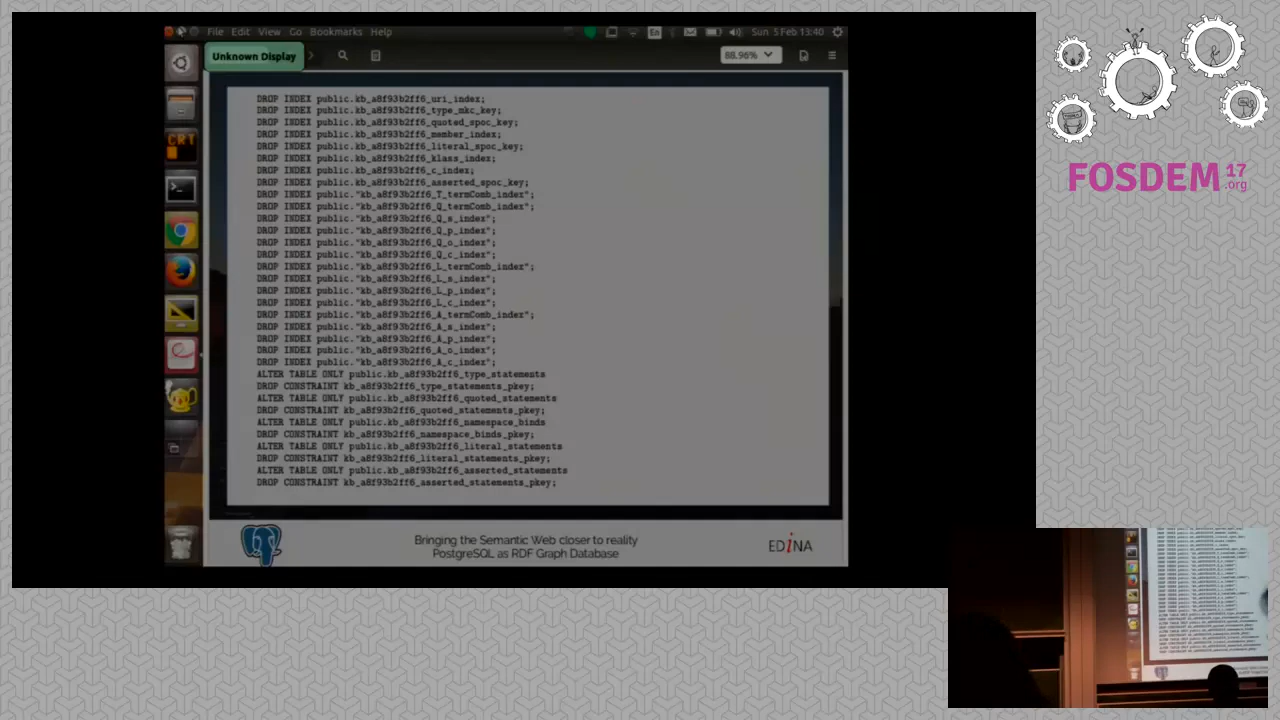 File Edit View Go Bookmarks Help
En
Sun 5 Feb 13:40
Unknown Display
88.96%
DROP INDEX public.kb_a8f93b2ff6_uri_index;
DROP INDEX public.kb_a8f93b2ff6_type_mkc_key;
DROP INDEX public.kb_a8f93b2ff6_quoted_spoc_key;
DROP INDEX public.kb_a8f93b2ff6_member_index;
DROP INDEX public.kb_a8f93b2ff6_literal_spoc_key;
DROP INDEX public.kb_a8f93b2ff6_klass_index;
DROP INDEX public.kb_a8f93b2ff6_c_index;
DROP INDEX public.kb_a8f93b2ff6_asserted_spoc_key;
DROP INDEX public."kb_a8f93b2ff6_T_termComb_index";
DROP INDEX public."kb_a8f93b2ff6_Q_termComb_index";
DROP INDEX public."kb_a8f93b2ff6_Q_s_index";
DROP INDEX public."kb_a8f93b2ff6_Q_p_index";
DROP INDEX public."kb_a8f93b2ff6_Q_o_index";
DROP INDEX public."kb_a8f93b2ff6_Q_c_index";
DROP INDEX public."kb_a8f93b2ff6_L_termComb_index";
DROP INDEX public."kb_a8f93b2ff6_L_s_index";
DROP INDEX public."kb_a8f93b2ff6_L_p_index";
DROP INDEX public."kb_a8f93b2ff6_L_c_index";
DROP INDEX public."kb_a8f93b2ff6_A_termComb_index";
DROP INDEX public."kb_a8f93b2ff6_A_s_index";
DROP INDEX public."kb_a8f93b2ff6_A_p_index";
DROP INDEX public."kb_a8f93b2ff6_A_o_index";
DROP INDEX public."kb_a8f93b2ff6_A_c_index";
ALTER TABLE ONLY public.kb_a8f93b2ff6_type_statements
DROP CONSTRAINT kb_a8f93b2ff6_type_statements_pkey;
ALTER TABLE ONLY public.kb_a8f93b2ff6_quoted_statements
DROP CONSTRAINT kb_a8f93b2ff6_quoted_statements_pkey;
ALTER TABLE ONLY public.kb_a8f93b2ff6_namespace_binds
DROP CONSTRAINT kb_a8f93b2ff6_namespace_binds_pkey;
ALTER TABLE ONLY public.kb_a8f93b2ff6_literal_statements
DROP CONSTRAINT kb_a8f93b2ff6_literal_statements_pkey;
ALTER TABLE ONLY public.kb_a8f93b2ff6_asserted_statements
DROP CONSTRAINT kb_a8f93b2ff6_asserted_statements_pkey;
Bringing Web closer to reality
RDF Graph Database
EDINA
CRT
FOSDEM 17 .org